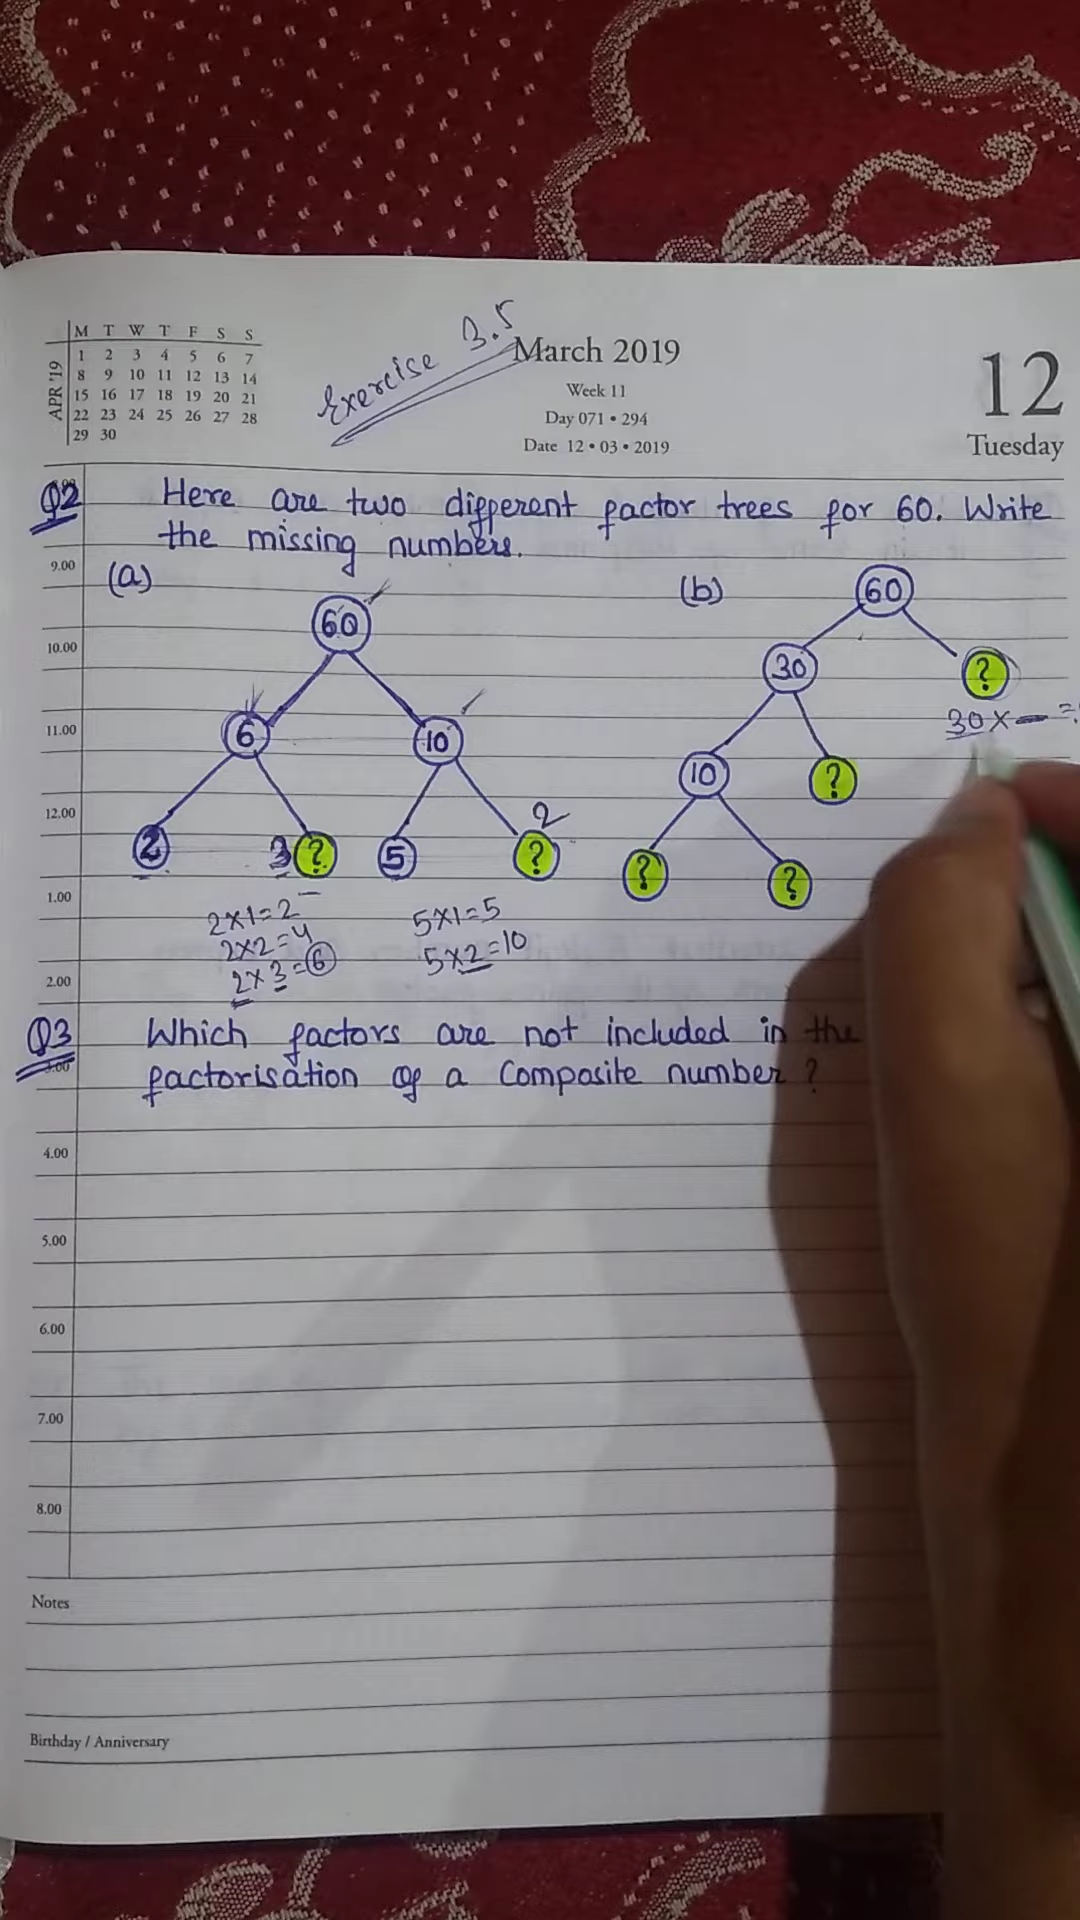 M T W T F S S
APR '19
1 2 3 4 5 6 7
8 9 10 11 12 13 14
15 16 17 18 19 20 21
22 23 24 25 26 27 28
29 30
Exercise 3.5
March 2019
Week 11
Day 071 • 294
Date 12 • 03 • 2019
12
Tuesday
Q2 Here are two different factor trees for 60. Write
the missing numbers.
9.00
(a)
(b)
60
60
10.00
30
?
11.00
6
10
30 × — =
10
?
12.00
2
2
3 ?
5
?
?
?
1.00
2×1=2
5×1=5
2×2=4
5×2=10
2×3=6
2.00
Q3 Which factors are not included in the
3.00
factorisation of a Composite number ?
4.00
5.00
6.00
7.00
8.00
Notes
Birthday / Anniversary